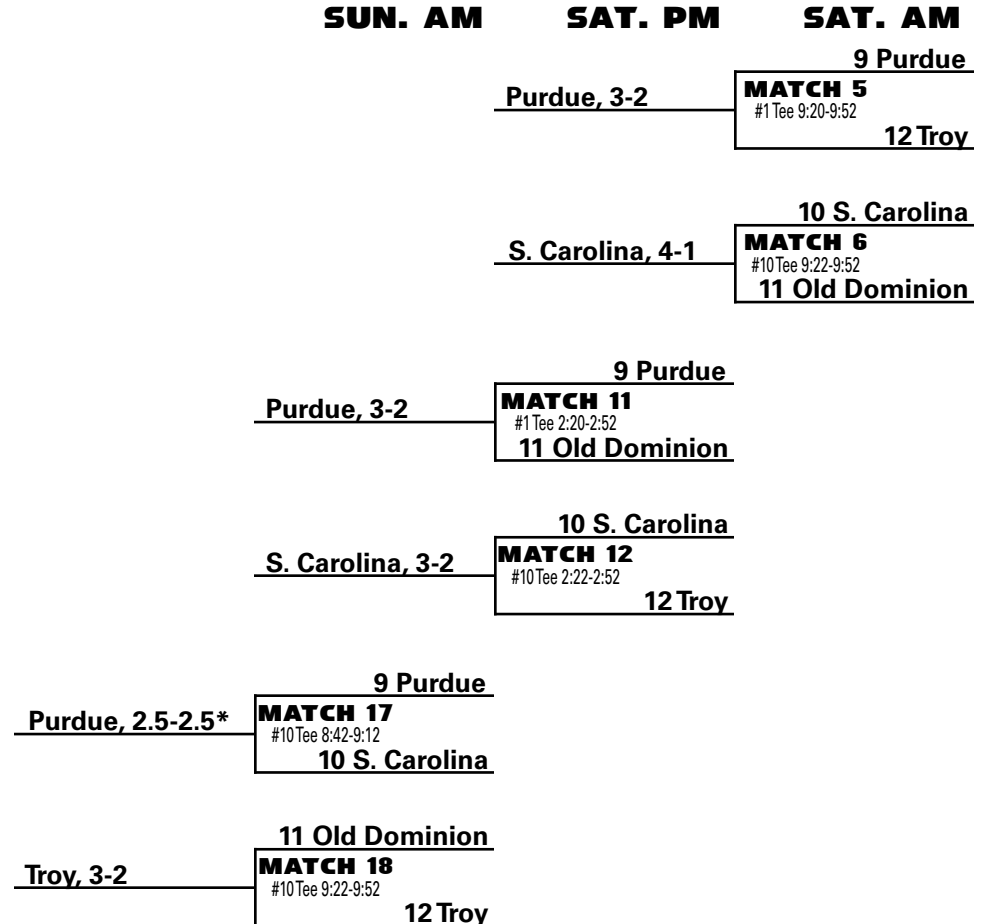 SUN. AM SAT. PM SAT. AM
9 Purdue
Purdue, 3-2
MATCH 5
#1 Tee 9:20-9:52
12 Troy
10 S. Carolina
S. Carolina, 4-1
MATCH 6
#10 Tee 9:22-9:52
11 Old Dominion
9 Purdue
Purdue, 3-2
MATCH 11
#1 Tee 2:20-2:52
11 Old Dominion
10 S. Carolina
S. Carolina, 3-2
MATCH 12
#10 Tee 2:22-2:52
12 Troy
9 Purdue
Purdue, 2.5-2.5*
MATCH 17
#10 Tee 8:42-9:12
10 S. Carolina
11 Old Dominion
Troy, 3-2
MATCH 18
#10 Tee 9:22-9:52
12 Troy